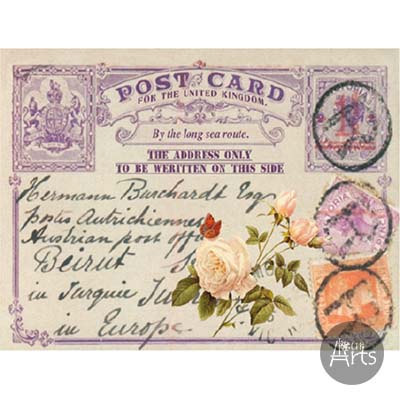 POST CARD
FOR THE UNITED KINGDOM.
By the long sea route.
THE ADDRESS ONLY
TO BE WERITTEN ON THIS SIDE
Hermann Burchardt Esq
postes Autrichiennes
Austrian post off
Beirut
in Turquie
in Europe
VICTORIA
Arts